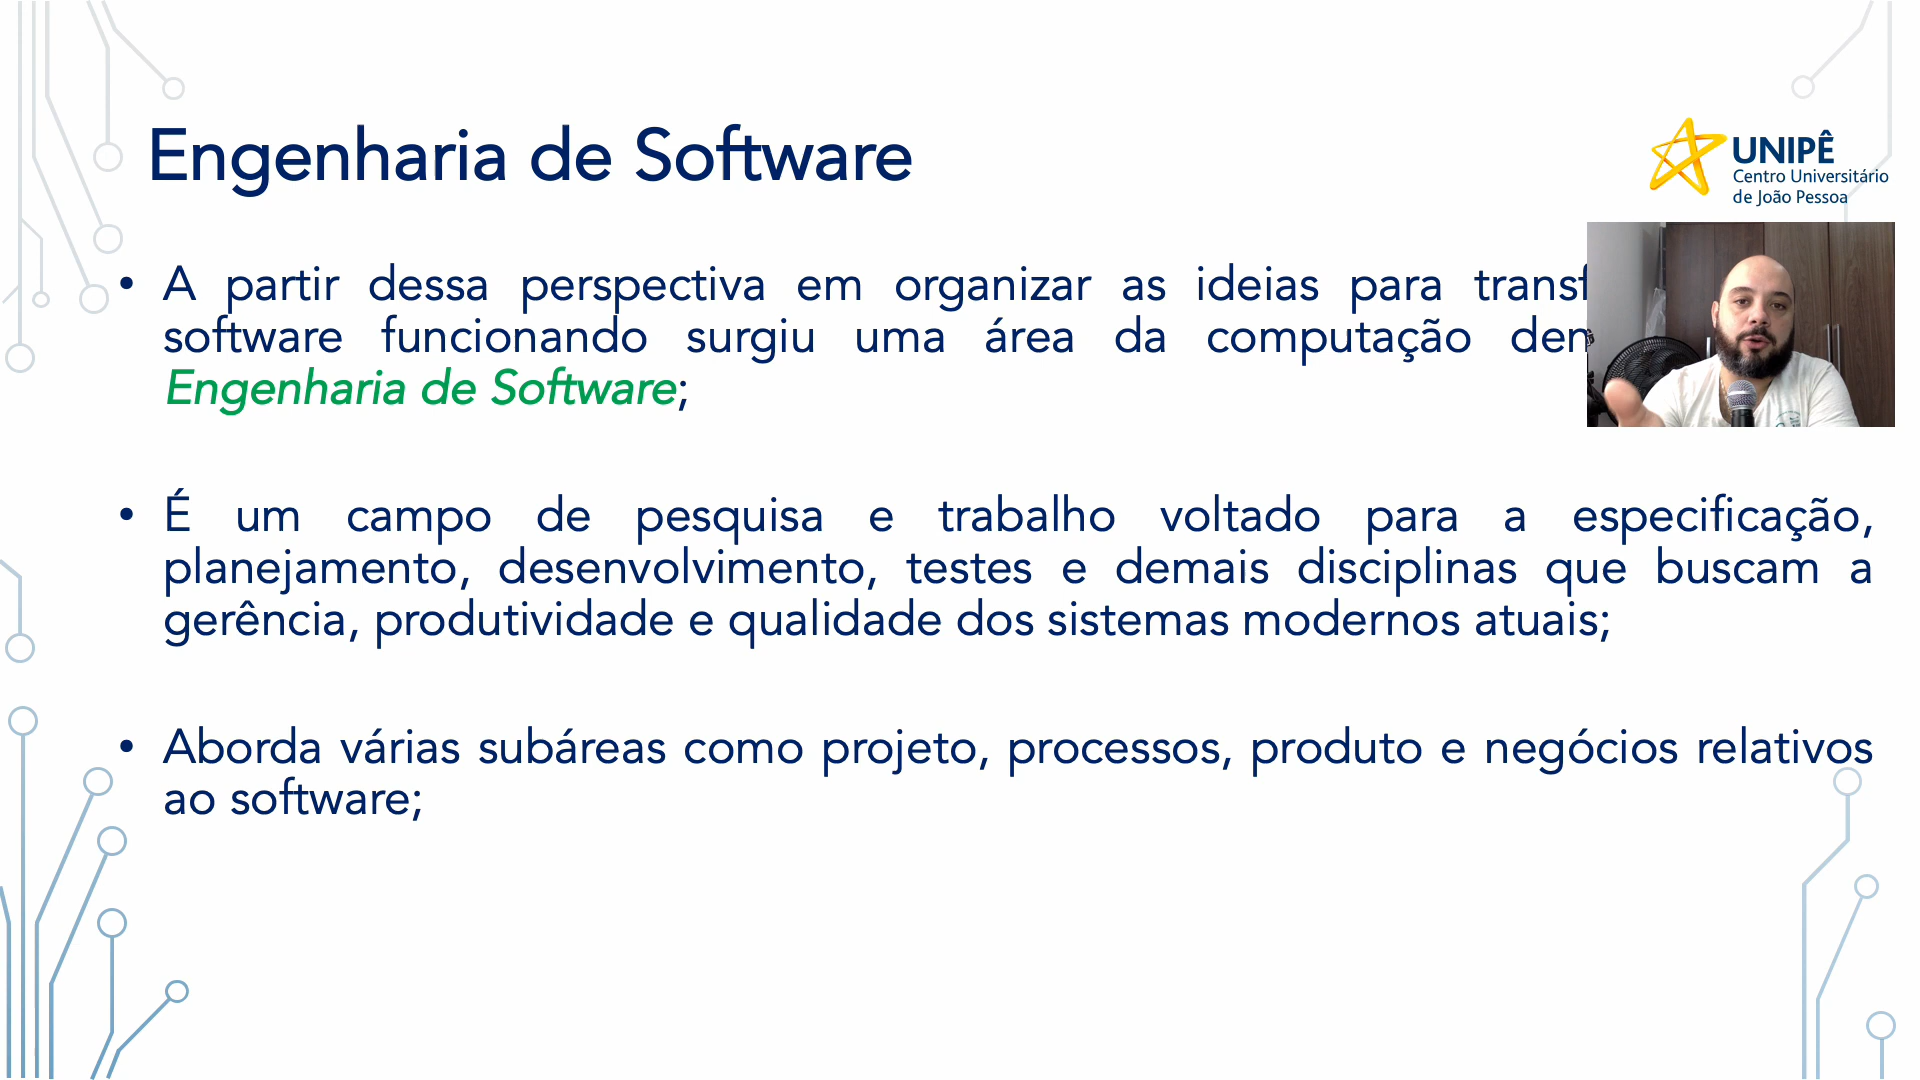 Engenharia de Software
UNIPÊ
Centro Universitário
de João Pessoa
• A partir dessa perspectiva em organizar as ideias para
software funcionando surgiu uma área da computação
Engenharia de Software;
• É um campo de pesquisa e trabalho voltado para a especificação,
planejamento, desenvolvimento, testes e demais disciplinas que buscam a
gerência, produtividade e qualidade dos sistemas modernos atuais;
• Aborda várias subáreas como projeto, processos, produto e negócios relativos
ao software;